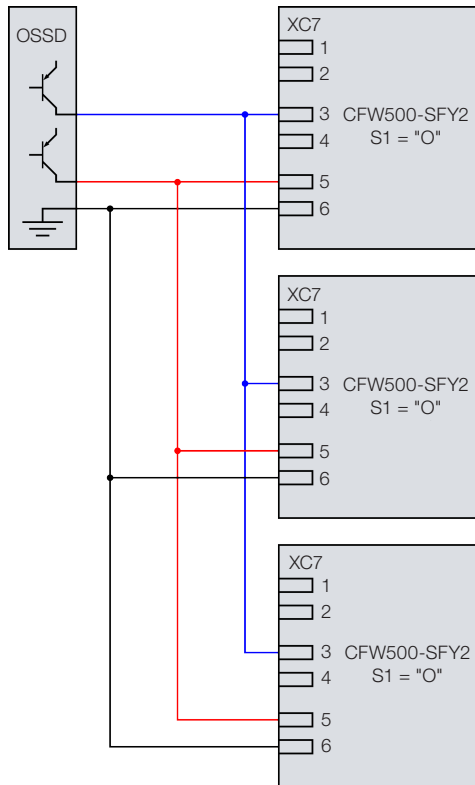 OSSD
XC7
1
2
3 CFW500-SFY2
S1 = "O"
4
5
6
XC7
1
2
3 CFW500-SFY2
S1 = "O"
4
5
6
XC7
1
2
3 CFW500-SFY2
S1 = "O"
4
5
6